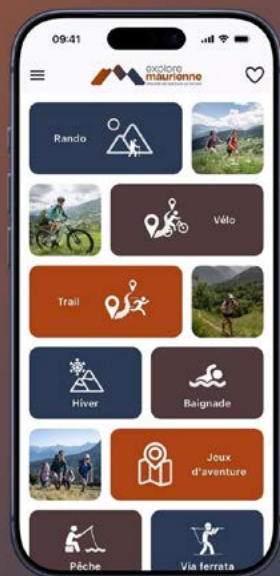 09:41
explore
maurienne
Rando
Vélo
Trail
Hiver
Baignade
Jeux
d'aventure
Pêche
Via ferrata